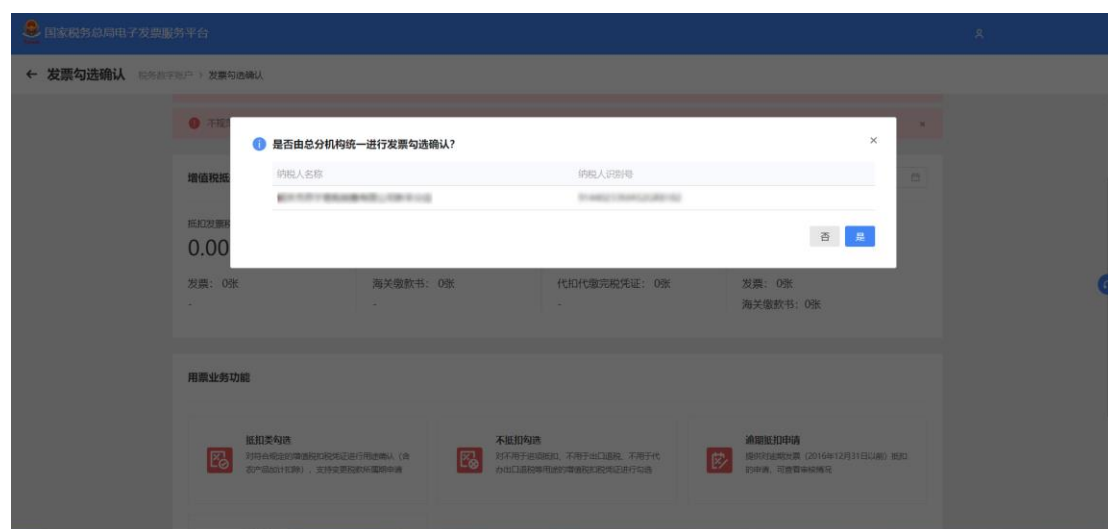 国家税务总局电子发票服务平台
← 发票勾选确认 税务数字账户 > 发票勾选确认
是否由总分机构统一进行发票勾选确认?
纳税人名称 纳税人识别号
否 是
增值税抵
抵扣发票税
0.00
发票: 0张 海关缴款书: 0张 代扣代缴完税凭证: 0张 发票: 0张
- - - 海关缴款书: 0张
用票业务功能
抵扣类勾选
对符合规定的增值税扣税凭证进行用途确认(含
农产品加计扣除)、支持变更税款所属期申请
不抵扣勾选
对不用于进项抵扣、不用于出口退税、不用于代
办出口退税等用途的增值税扣税凭证进行勾选
逾期抵扣申请
提供对逾期发票(2016年12月31日以前)抵扣
的申请,可查看审核情况